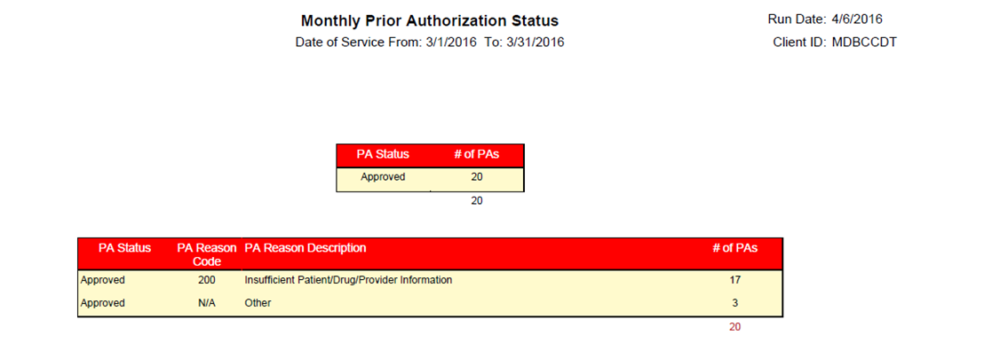 Monthly Prior Authorization Status
Run Date: 4/6/2016
Date of Service From: 3/1/2016 To: 3/31/2016
Client ID: MDBCCDT
PA Status # of PAs
Approved 20
20
PA Status PA Reason Code PA Reason Description # of PAs
Approved 200 Insufficient Patient/Drug/Provider Information 17
Approved N/A Other 3
20